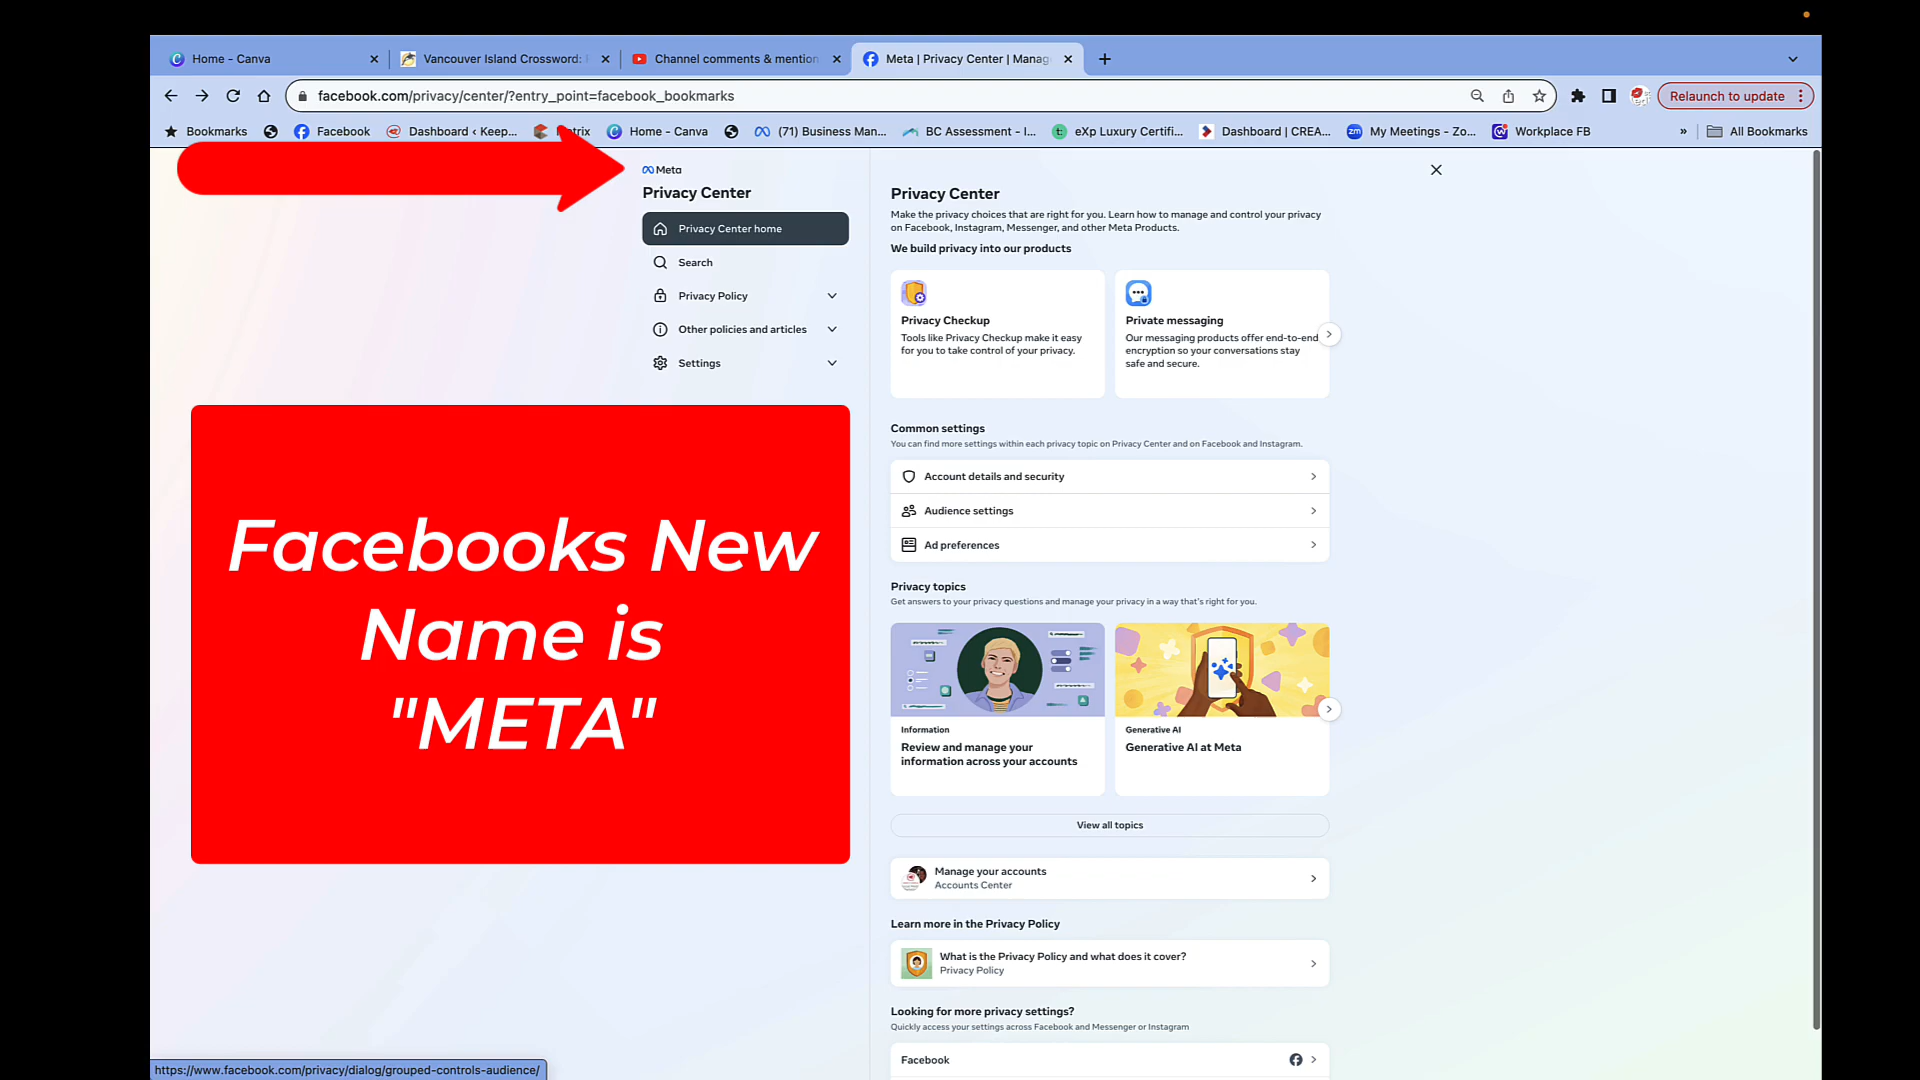 Home - Canva
Vancouver Island Crossword:
Channel comments & mention
Meta | Privacy Center | Manag
facebook.com/privacy/center/?entry_point=facebook_bookmarks
Relaunch to update
Bookmarks
Facebook
Dashboard ‹ Keep...
Home - Canva
(71) Business Man...
BC Assessment - I...
eXp Luxury Certifi...
Dashboard | CREA...
My Meetings - Zo...
Workplace FB
»
All Bookmarks
Meta
Privacy Center
Privacy Center home
Search
Privacy Policy
Other policies and articles
Settings
Facebooks New
Name is
"META"
Privacy Center
Make the privacy choices that are right for you. Learn how to manage and control your privacy
on Facebook, Instagram, Messenger, and other Meta Products.
We build privacy into our products
Privacy Checkup
Tools like Privacy Checkup make it easy
for you to take control of your privacy.
Private messaging
Our messaging products offer end-to-end
encryption so your conversations stay
safe and secure.
Common settings
You can find more settings within each privacy topic on Privacy Center and on Facebook and Instagram.
Account details and security
Audience settings
Ad preferences
Privacy topics
Get answers to your privacy questions and manage your privacy in a way that's right for you.
Information
Review and manage your
information across your accounts
Generative AI
Generative AI at Meta
View all topics
Manage your accounts
Accounts Center
Learn more in the Privacy Policy
What is the Privacy Policy and what does it cover?
Privacy Policy
Looking for more privacy settings?
Quickly access your settings across Facebook and Messenger or Instagram
Facebook
https://www.facebook.com/privacy/dialog/grouped-controls-audience/